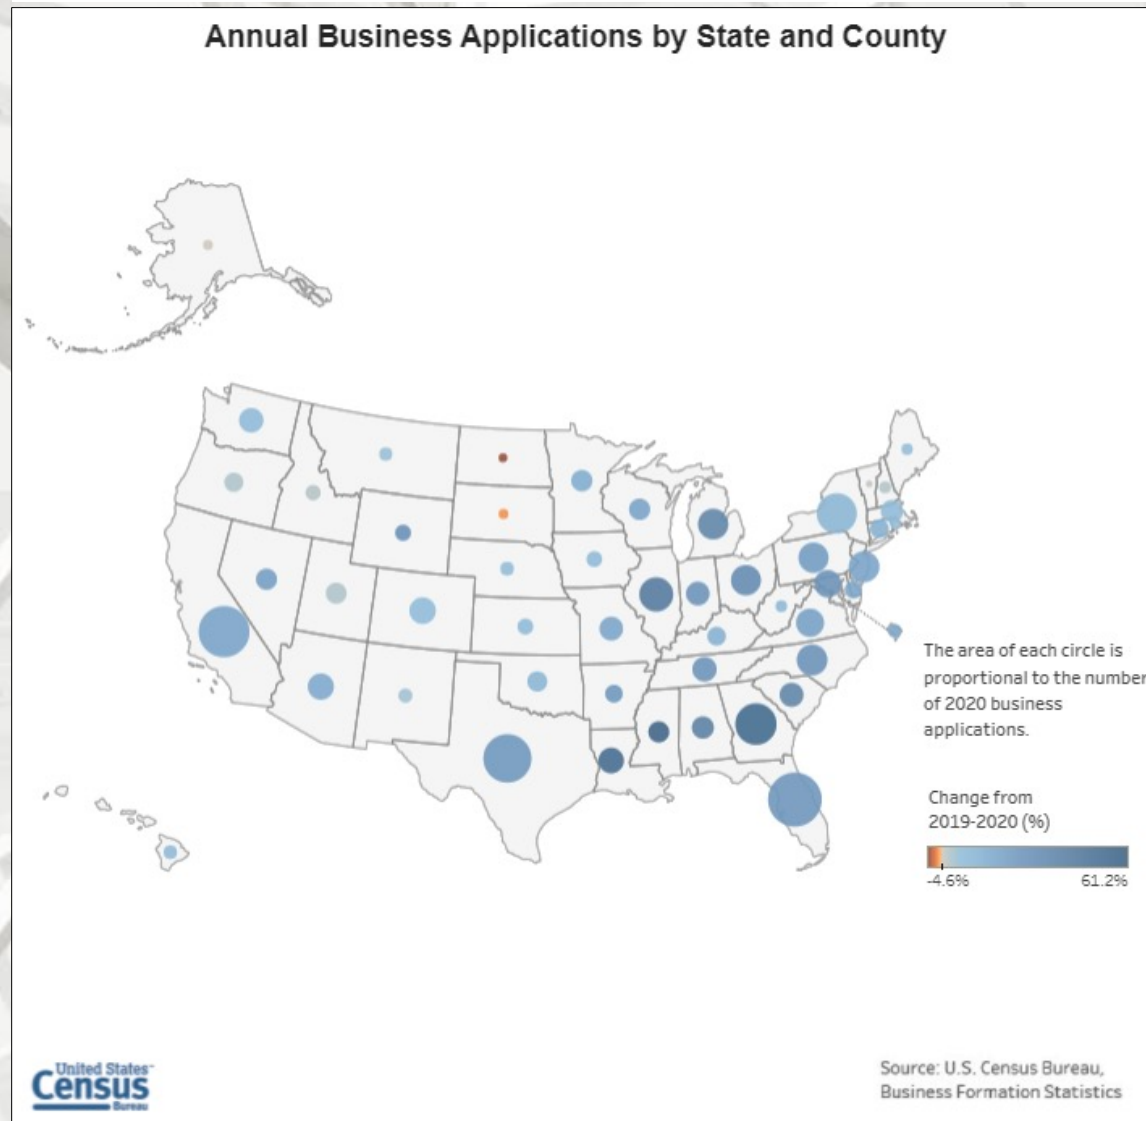 Annual Business Applications by State and County
The area of each circle is
proportional to the number
of 2020 business
applications.
Change from
2019-2020 (%)
-4.6% 61.2%
United States™
Census
Bureau
Source: U.S. Census Bureau,
Business Formation Statistics